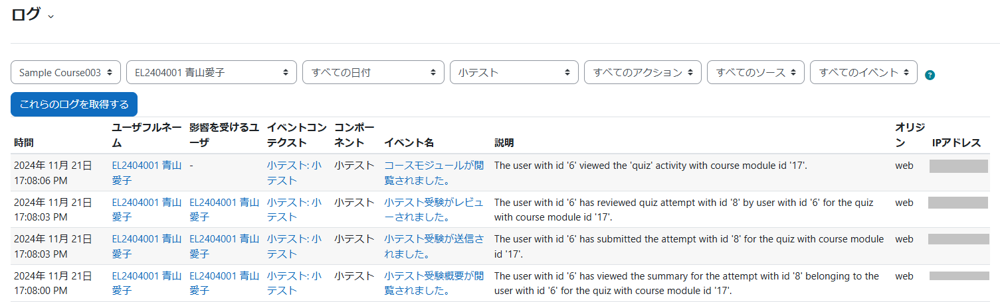 ログ
Sample Course003 EL2404001 青山愛子 すべての日付 小テスト すべてのアクション すべてのソース すべてのイベント ?
これらのログを取得する
ユーザフルネー 影響を受けるユ イベントコン コンポー オリジ
時間 ム ーザ テクスト ネント イベント名 説明 ン IPアドレス
2024年 11月 21日 EL2404001 青山 - 小テスト: 小 小テスト コースモジュールが閲 The user with id '6' viewed the 'quiz' activity with course module id '17'. web
17:08:06 PM 愛子 テスト 覧されました。
2024年 11月 21日 EL2404001 青山 EL2404001 青山 小テスト: 小 小テスト 小テスト受験がレビュ The user with id '6' has reviewed quiz attempt with id '8' by user with id '6' for the quiz web
17:08:03 PM 愛子 愛子 テスト ーされました。 with course module id '17'.
2024年 11月 21日 EL2404001 青山 EL2404001 青山 小テスト: 小 小テスト 小テスト受験が送信さ The user with id '6' has submitted the attempt with id '8' for the quiz with course module web
17:08:03 PM 愛子 愛子 テスト れました。 id '17'.
2024年 11月 21日 EL2404001 青山 EL2404001 青山 小テスト: 小 小テスト 小テスト受験概要が閲 The user with id '6' has viewed the summary for the attempt with id '8' belonging to the web
17:08:00 PM 愛子 愛子 テスト 覧されました。 user with id '6' for the quiz with course module id '17'.